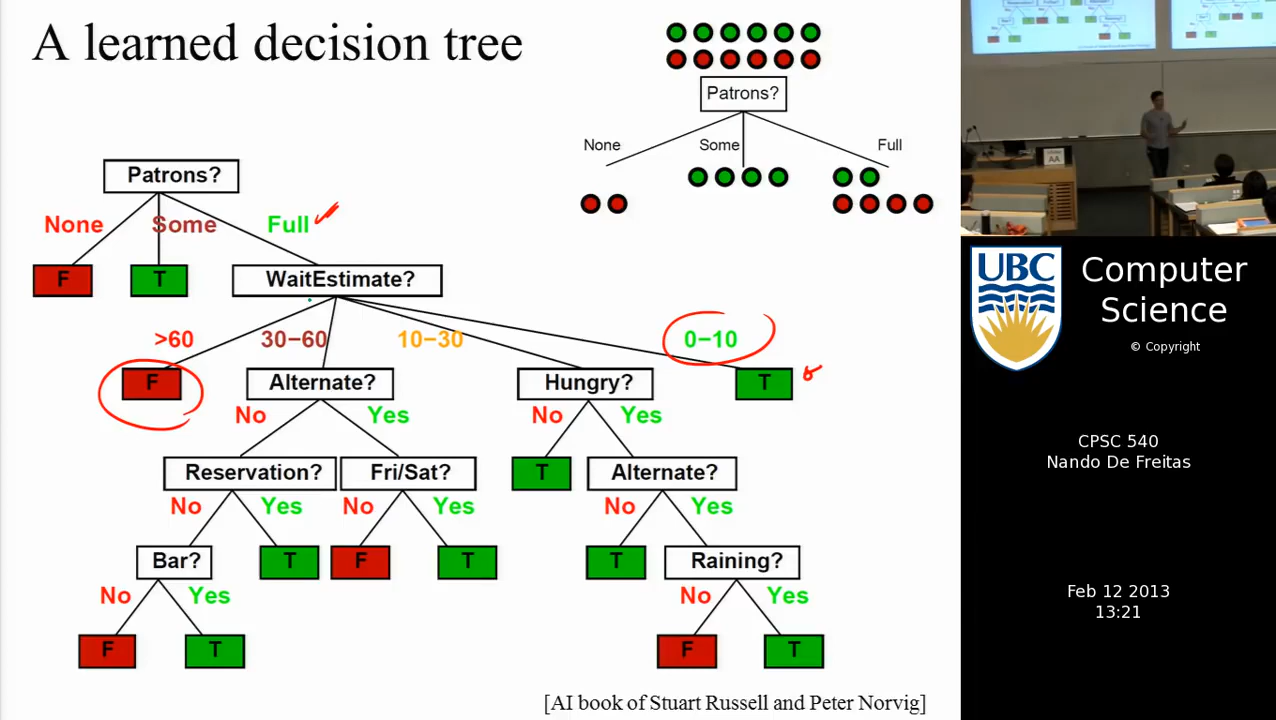 A learned decision tree
Patrons?
None Some Full
Patrons?
None Some Full
F T WaitEstimate?
>60 30−60 10−30 0−10
F Alternate? Hungry? T
No Yes No Yes
Reservation? Fri/Sat? T Alternate?
No Yes No Yes No Yes
Bar? T F T T Raining?
No Yes No Yes
F T F T
[AI book of Stuart Russell and Peter Norvig]
AA
UBC
Computer
Science
© Copyright
CPSC 540
Nando De Freitas
Feb 12 2013
13:21